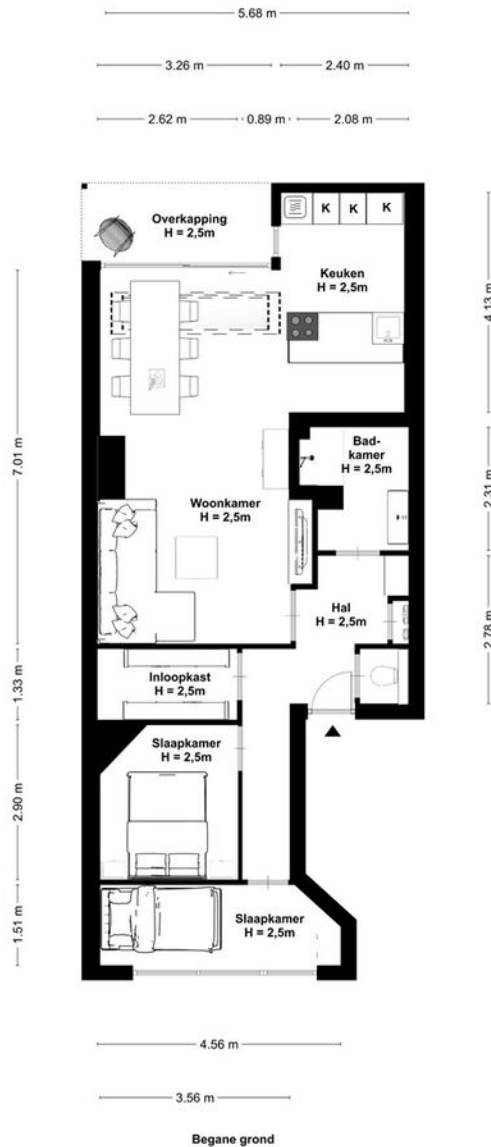 5.68 m
3.26 m
2.40 m
2.62 m
0.89 m
2.08 m
Overkapping
H = 2,5m
K
K
K
Keuken
H = 2,5m
4.13 m
7.01 m
Bad-
kamer
H = 2,5m
2.31 m
Woonkamer
H = 2,5m
Hal
H = 2,5m
2.78 m
Inloopkast
H = 2,5m
1.33 m
Slaapkamer
H = 2,5m
2.90 m
Slaapkamer
H = 2,5m
1.51 m
4.56 m
3.56 m
Begane grond